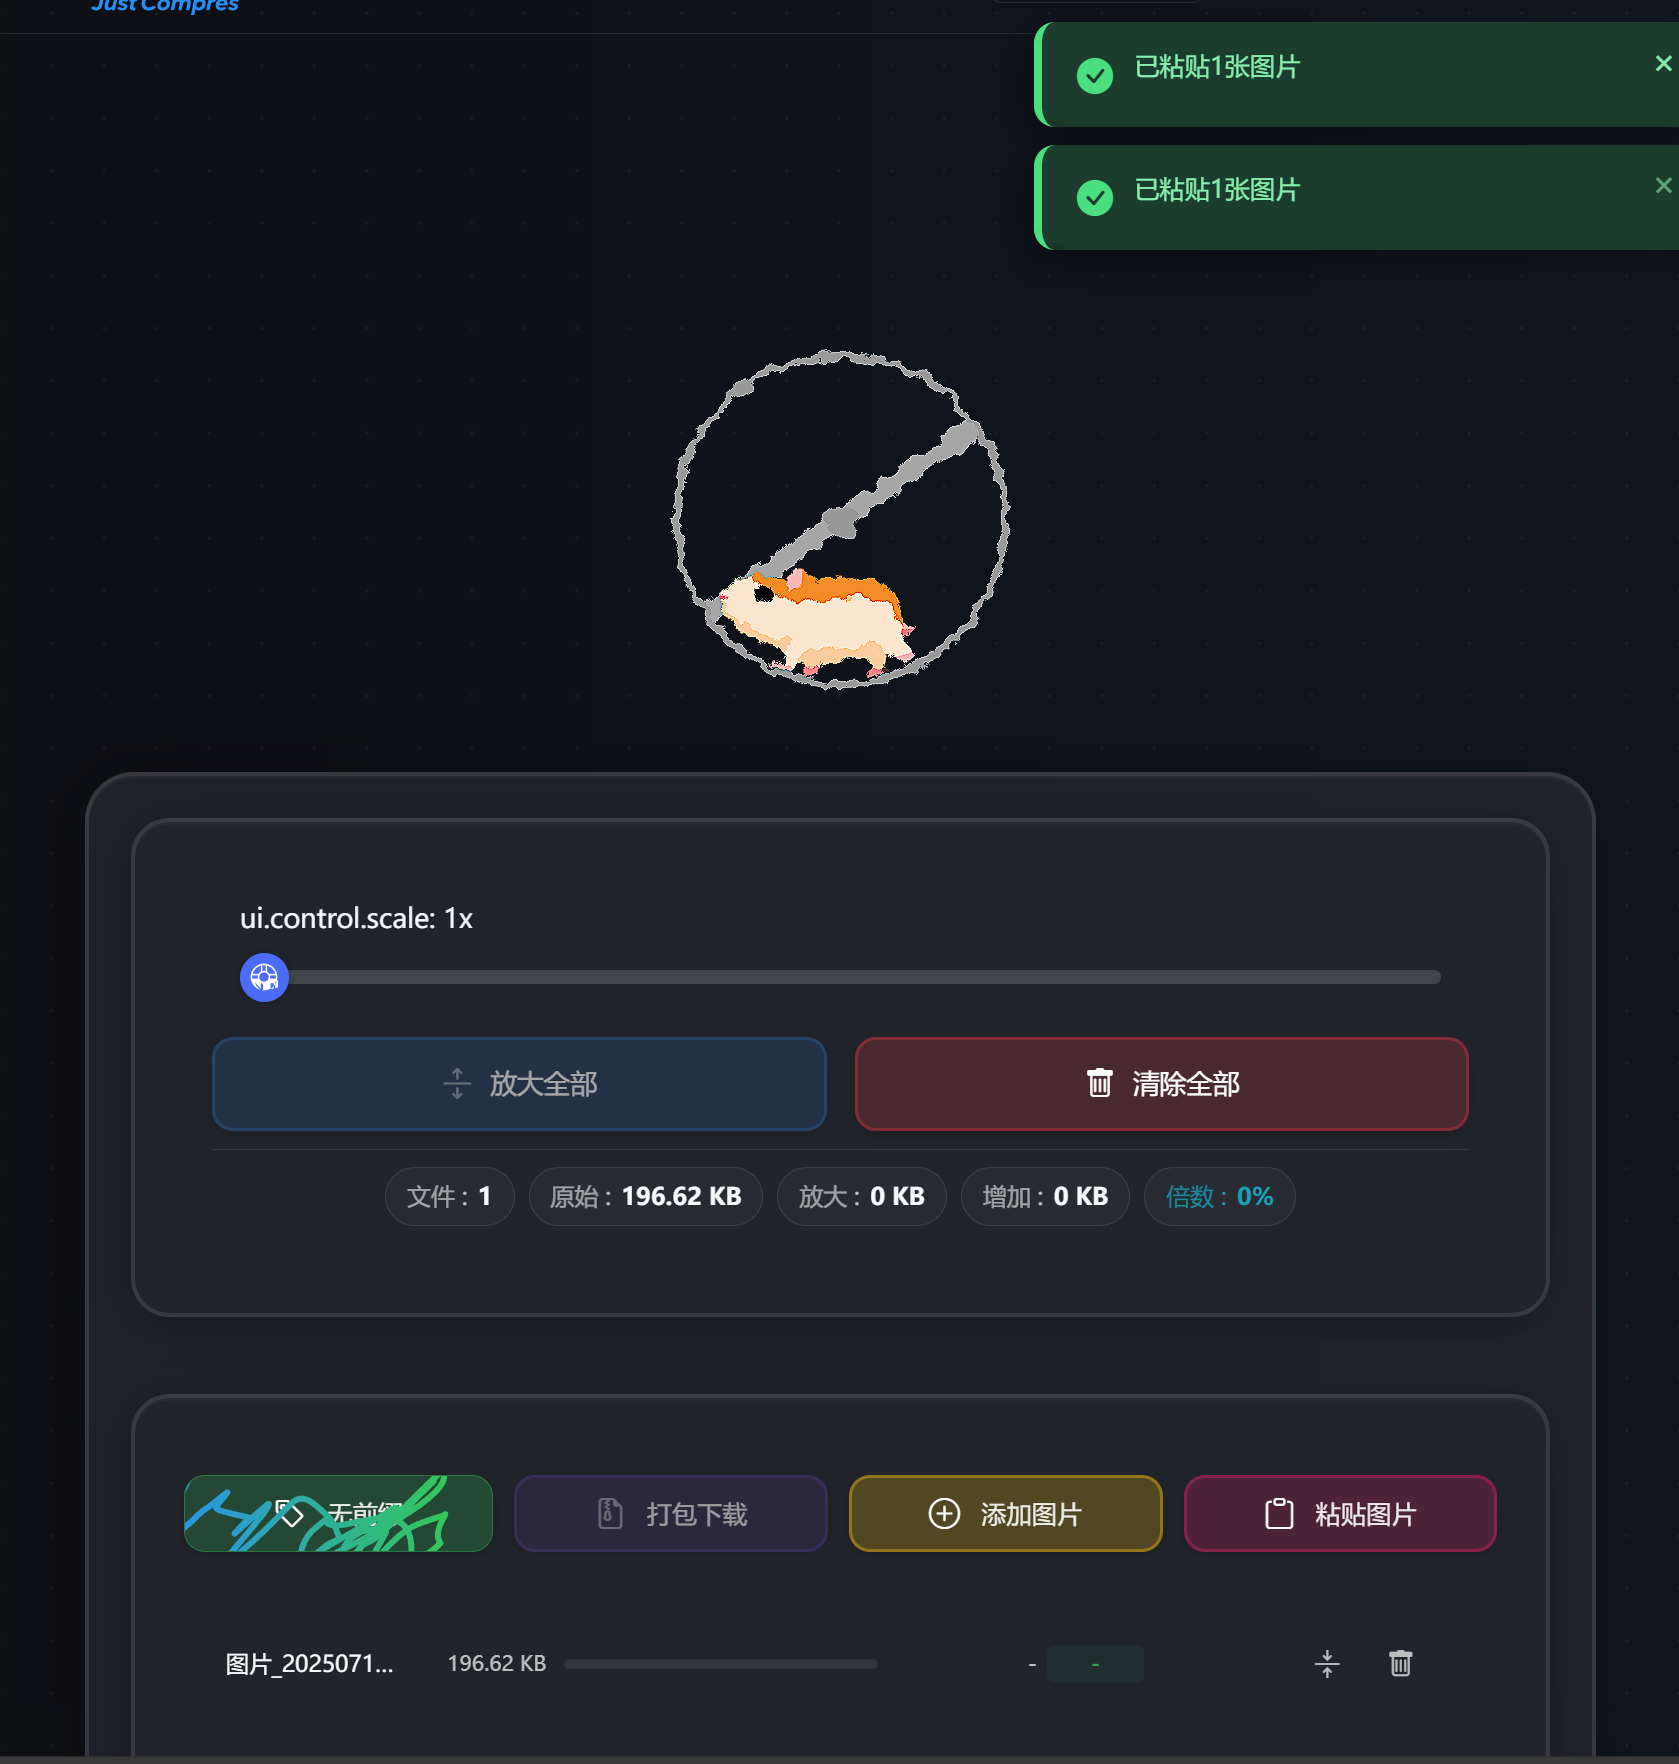 Just Compres
已粘贴1张图片
已粘贴1张图片
ui.control.scale: 1x
放大全部
清除全部
文件 : 1
原始 : 196.62 KB
放大 : 0 KB
增加 : 0 KB
倍数 : 0%
无前缀
打包下载
添加图片
粘贴图片
图片_2025071...
196.62 KB
-
-